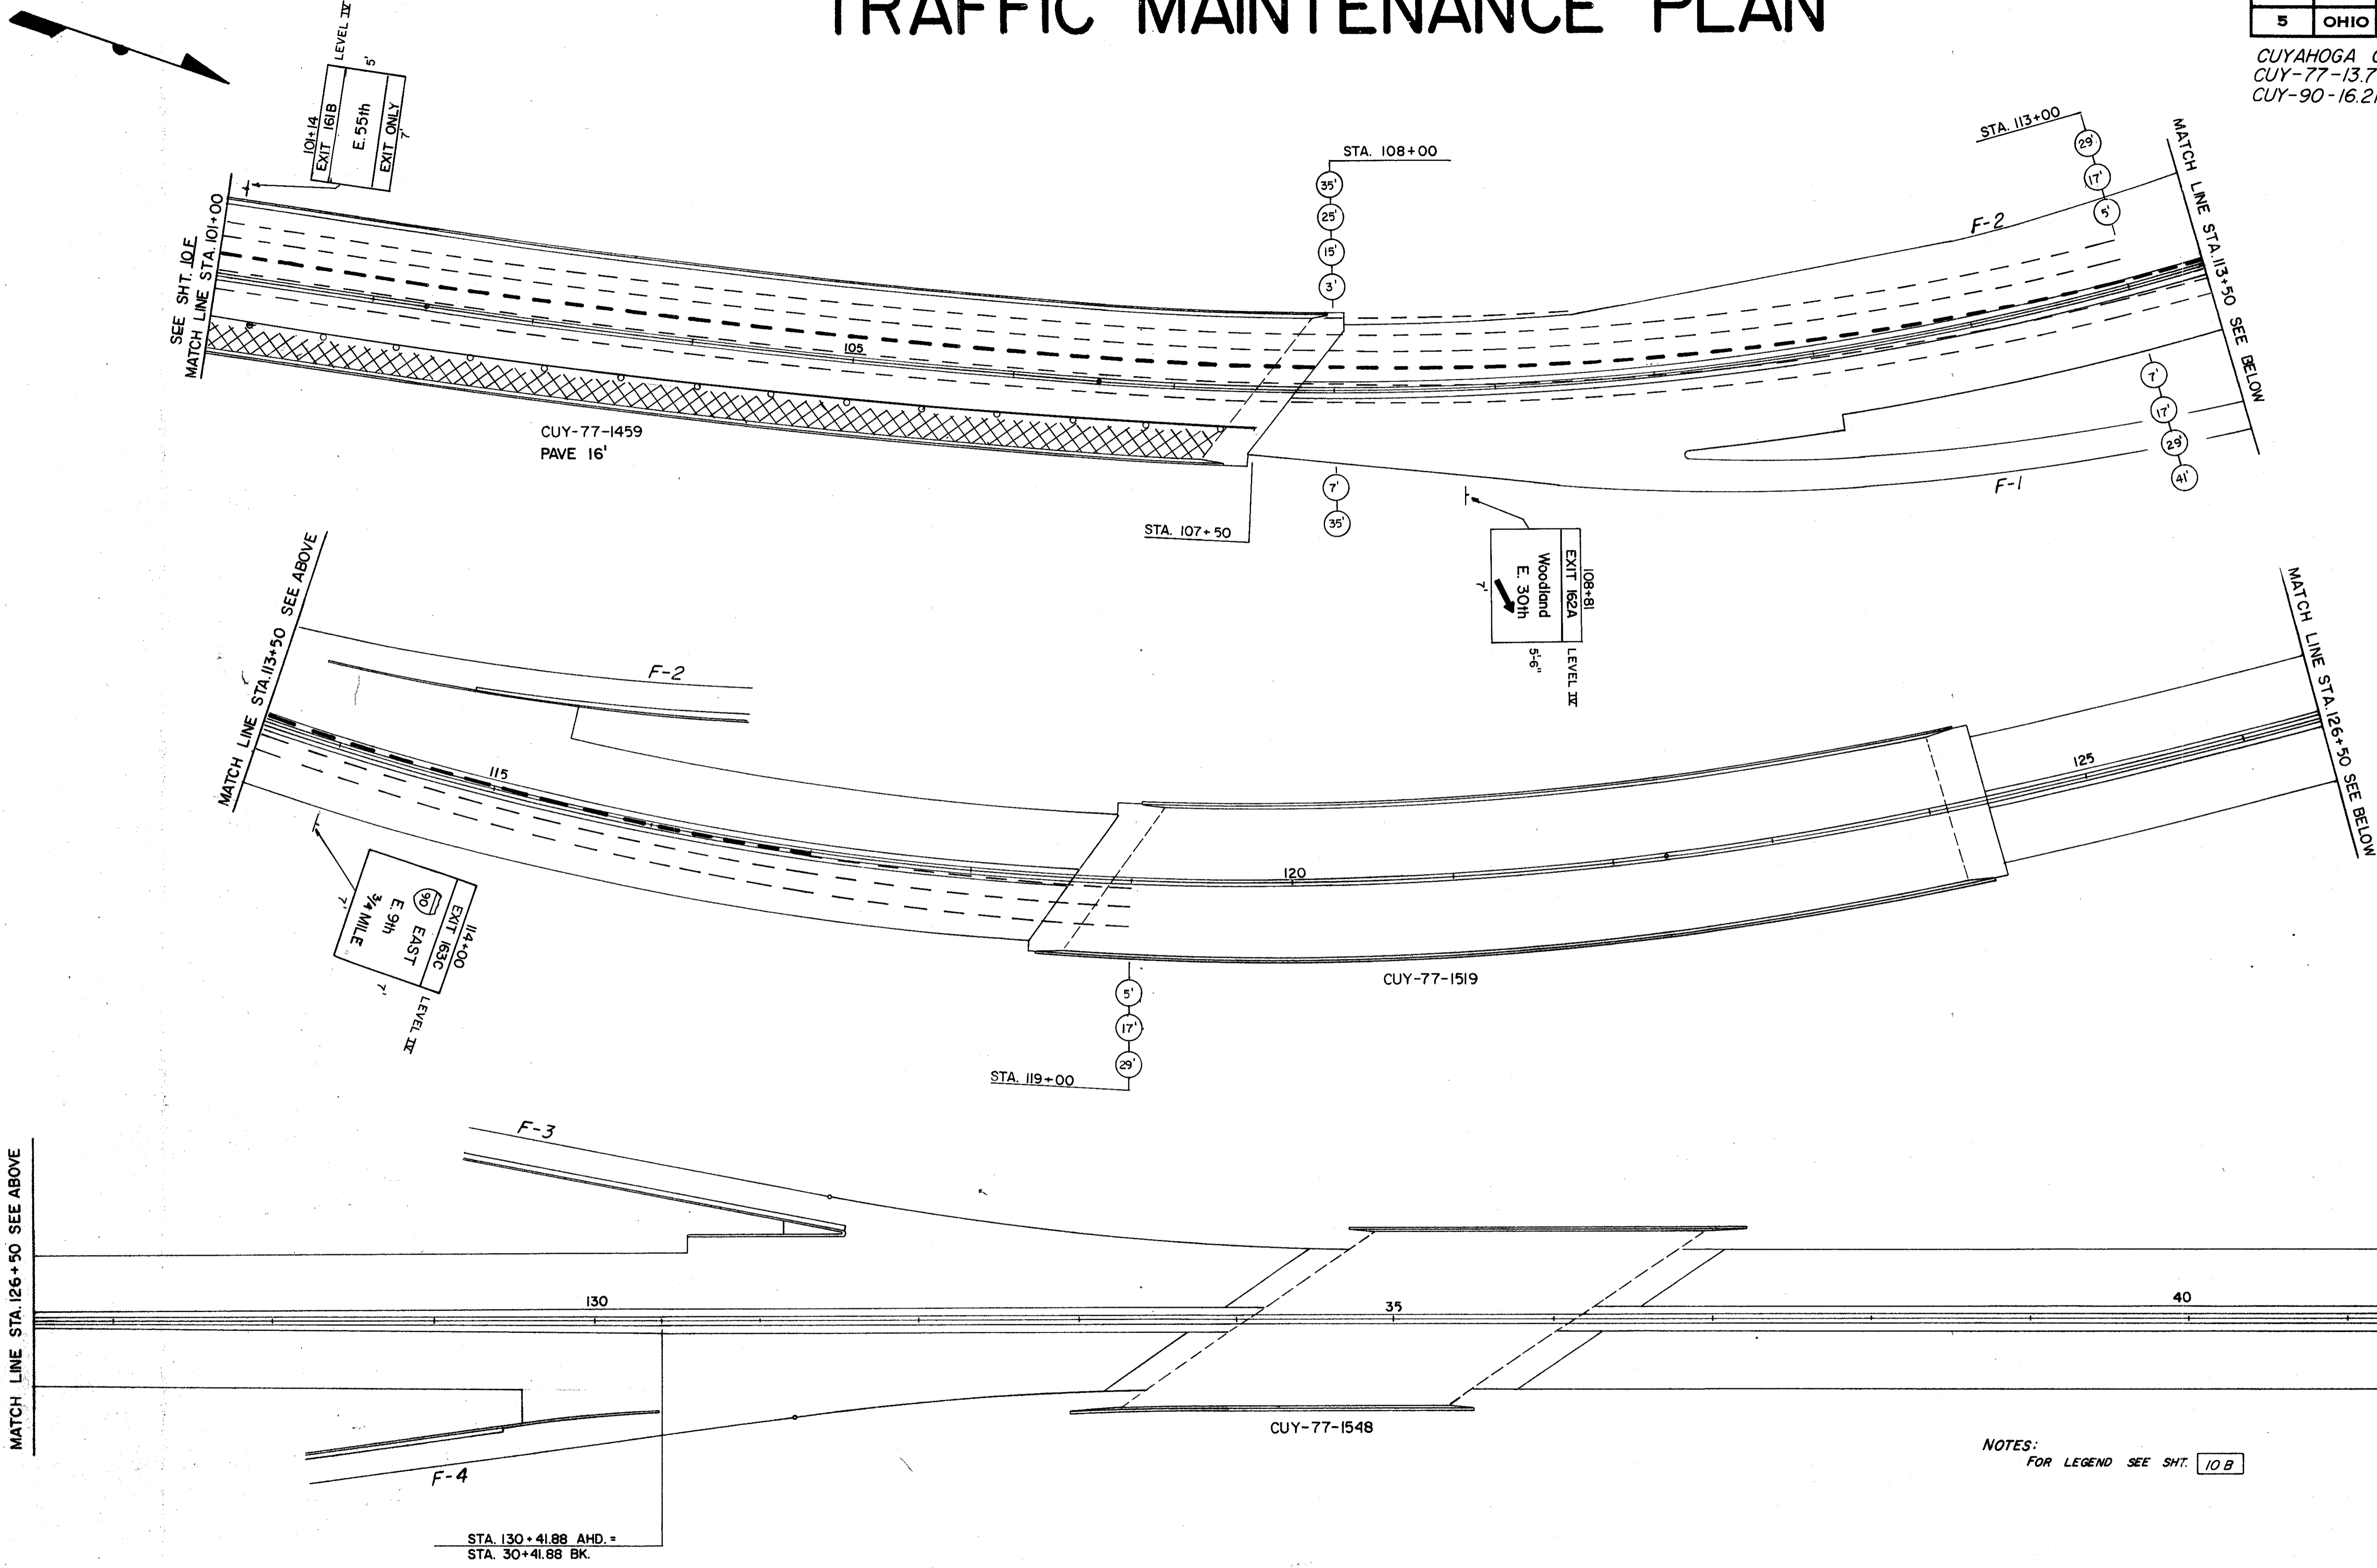 TRAFFIC MAINTENANCE PLAN
5 OHIO
CUYAHOGA
CUY-77-13.7
CUY-90-16.21
LEVEL IV
5'
101+14
EXIT 161B
E. 55th
EXIT ONLY
7'
SEE SHT. 10F
MATCH LINE STA. 101+00
STA. 108+00
35'
25'
15'
3'
STA. 113+00
29'
17'
5'
F-2
MATCH LINE STA. 113+50 SEE BELOW
105
CUY-77-1459
PAVE 16'
STA. 107+50
7'
35'
7'
17'
29'
41'
F-1
108+81
EXIT 162A
Woodland
E. 30th
7'
5'-6"
LEVEL IV
MATCH LINE STA. 113+50 SEE ABOVE
F-2
115
114+00
EXIT 163C
90 EAST
E. 9th
3/4 MILE
7'
7'
LEVEL IV
120
125
MATCH LINE STA. 126+50 SEE BELOW
CUY-77-1519
5'
17'
29'
STA. 119+00
MATCH LINE STA. 126+50 SEE ABOVE
F-3
130
35
40
F-4
CUY-77-1548
STA. 130+41.88 AHD. =
STA. 30+41.88 BK.
NOTES:
FOR LEGEND SEE SHT. 10 B